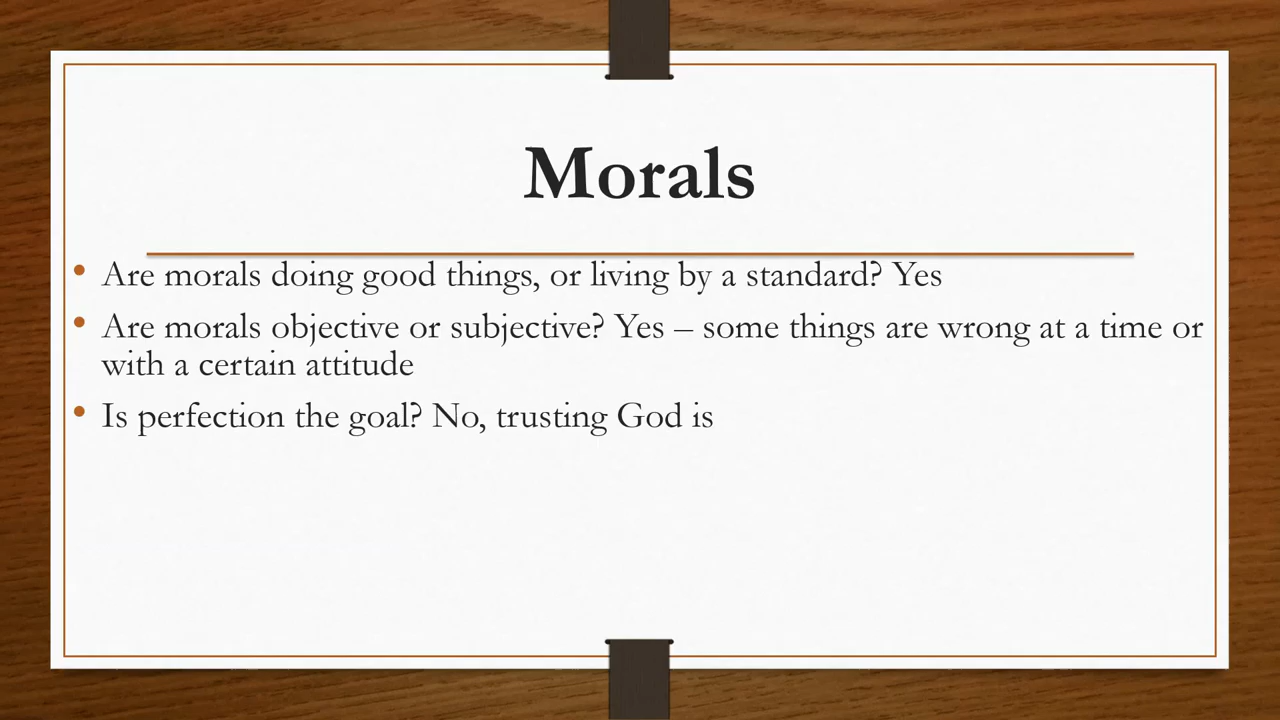 Morals
• Are morals doing good things, or living by a standard? Yes
• Are morals objective or subjective? Yes – some things are wrong at a time or
with a certain attitude
• Is perfection the goal? No, trusting God is